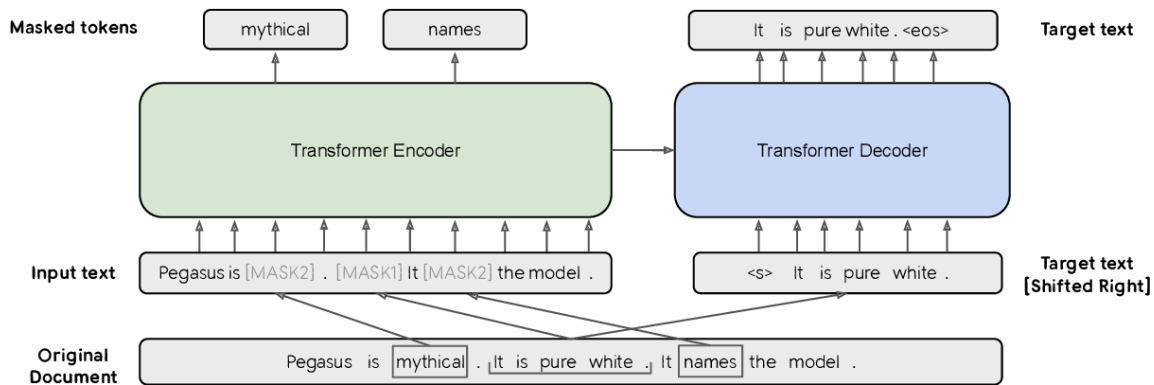 Masked tokens mythical names It is pure white . <eos> Target text
Transformer Encoder Transformer Decoder
Input text Pegasus is [MASK2] . [MASK1] It [MASK2] the model . <s> It is pure white . Target text
[Shifted Right]
Original
Document Pegasus is mythical . It is pure white . It names the model .